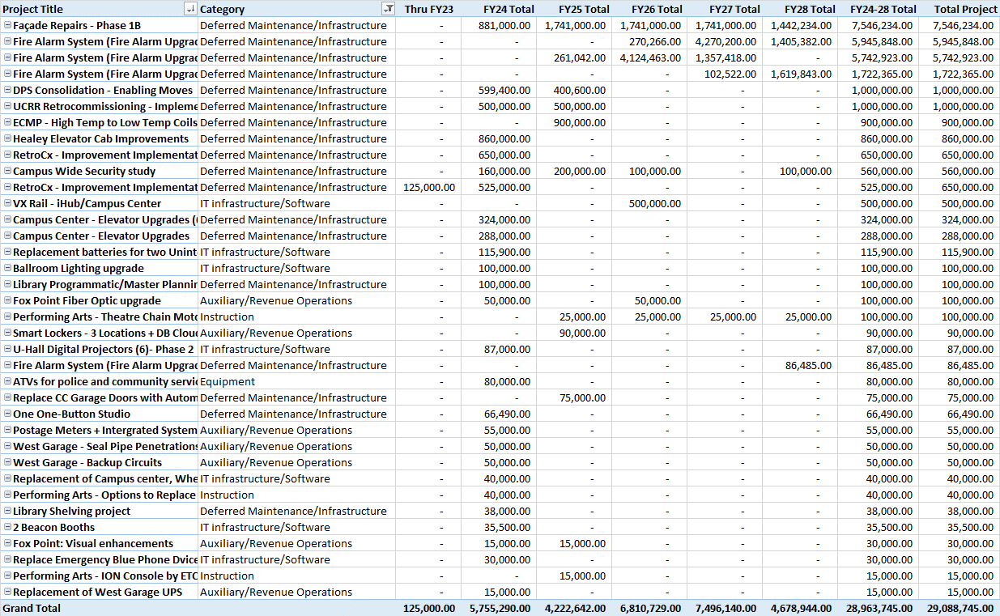 Project Title Category Thru FY23 FY24 Total FY25 Total FY26 Total FY27 Total FY28 Total FY24-28 Total Total Project
Façade Repairs - Phase 1B Deferred Maintenance/Infrastructure - 881,000.00 1,741,000.00 1,741,000.00 1,741,000.00 1,442,234.00 7,546,234.00 7,546,234.00
Fire Alarm System (Fire Alarm Upgrad Deferred Maintenance/Infrastructure - - - 270,266.00 4,270,200.00 1,405,382.00 5,945,848.00 5,945,848.00
Fire Alarm System (Fire Alarm Upgrad Deferred Maintenance/Infrastructure - - 261,042.00 4,124,463.00 1,357,418.00 - 5,742,923.00 5,742,923.00
Fire Alarm System (Fire Alarm Upgrad Deferred Maintenance/Infrastructure - - - - 102,522.00 1,619,843.00 1,722,365.00 1,722,365.00
DPS Consolidation - Enabling Moves Deferred Maintenance/Infrastructure - 599,400.00 400,600.00 - - - 1,000,000.00 1,000,000.00
UCRR Retrocommissioning - Impleme Deferred Maintenance/Infrastructure - 500,000.00 500,000.00 - - - 1,000,000.00 1,000,000.00
ECMP - High Temp to Low Temp Coils Deferred Maintenance/Infrastructure - - 900,000.00 - - - 900,000.00 900,000.00
Healey Elevator Cab Improvements Deferred Maintenance/Infrastructure - 860,000.00 - - - - 860,000.00 860,000.00
RetroCx - Improvement Implementat Deferred Maintenance/Infrastructure - 650,000.00 - - - - 650,000.00 650,000.00
Campus Wide Security study Deferred Maintenance/Infrastructure - 160,000.00 200,000.00 100,000.00 - 100,000.00 560,000.00 560,000.00
RetroCx - Improvement Implementat Deferred Maintenance/Infrastructure 125,000.00 525,000.00 - - - - 525,000.00 650,000.00
VX Rail - iHub/Campus Center IT infrastructure/Software - - - 500,000.00 - - 500,000.00 500,000.00
Campus Center - Elevator Upgrades ( Deferred Maintenance/Infrastructure - 324,000.00 - - - - 324,000.00 324,000.00
Campus Center - Elevator Upgrades Deferred Maintenance/Infrastructure - 288,000.00 - - - - 288,000.00 288,000.00
Replacement batteries for two Unint IT infrastructure/Software - 115,900.00 - - - - 115,900.00 115,900.00
Ballroom Lighting upgrade IT infrastructure/Software - 100,000.00 - - - - 100,000.00 100,000.00
Library Programmatic/Master Plannin Deferred Maintenance/Infrastructure - 100,000.00 - - - - 100,000.00 100,000.00
Fox Point Fiber Optic upgrade Auxiliary/Revenue Operations - 50,000.00 - 50,000.00 - - 100,000.00 100,000.00
Performing Arts - Theatre Chain Moto Instruction - - 25,000.00 25,000.00 25,000.00 25,000.00 100,000.00 100,000.00
Smart Lockers - 3 Locations + DB Clou Auxiliary/Revenue Operations - - 90,000.00 - - - 90,000.00 90,000.00
U-Hall Digital Projectors (6)- Phase 2 IT infrastructure/Software - 87,000.00 - - - - 87,000.00 87,000.00
Fire Alarm System (Fire Alarm Upgrad Deferred Maintenance/Infrastructure - - - - - 86,485.00 86,485.00 86,485.00
ATVs for police and community servic Equipment - 80,000.00 - - - - 80,000.00 80,000.00
Replace CC Garage Doors with Autom Deferred Maintenance/Infrastructure - - 75,000.00 - - - 75,000.00 75,000.00
One One-Button Studio Deferred Maintenance/Infrastructure - 66,490.00 - - - - 66,490.00 66,490.00
Postage Meters + Intergrated System Auxiliary/Revenue Operations - 55,000.00 - - - - 55,000.00 55,000.00
West Garage - Seal Pipe Penetrations Auxiliary/Revenue Operations - 50,000.00 - - - - 50,000.00 50,000.00
West Garage - Backup Circuits Auxiliary/Revenue Operations - 50,000.00 - - - - 50,000.00 50,000.00
Replacement of Campus center, Whe IT infrastructure/Software - 40,000.00 - - - - 40,000.00 40,000.00
Performing Arts - Options to Replace Instruction - 40,000.00 - - - - 40,000.00 40,000.00
Library Shelving project Deferred Maintenance/Infrastructure - 38,000.00 - - - - 38,000.00 38,000.00
2 Beacon Booths IT infrastructure/Software - 35,500.00 - - - - 35,500.00 35,500.00
Fox Point: Visual enhancements Auxiliary/Revenue Operations - 15,000.00 15,000.00 - - - 30,000.00 30,000.00
Replace Emergency Blue Phone Dvice IT infrastructure/Software - 30,000.00 - - - - 30,000.00 30,000.00
Performing Arts - ION Console by ETC Instruction - - 15,000.00 - - - 15,000.00 15,000.00
Replacement of West Garage UPS Auxiliary/Revenue Operations - 15,000.00 - - - - 15,000.00 15,000.00
Grand Total 125,000.00 5,755,290.00 4,222,642.00 6,810,729.00 7,496,140.00 4,678,944.00 28,963,745.00 29,088,745.00